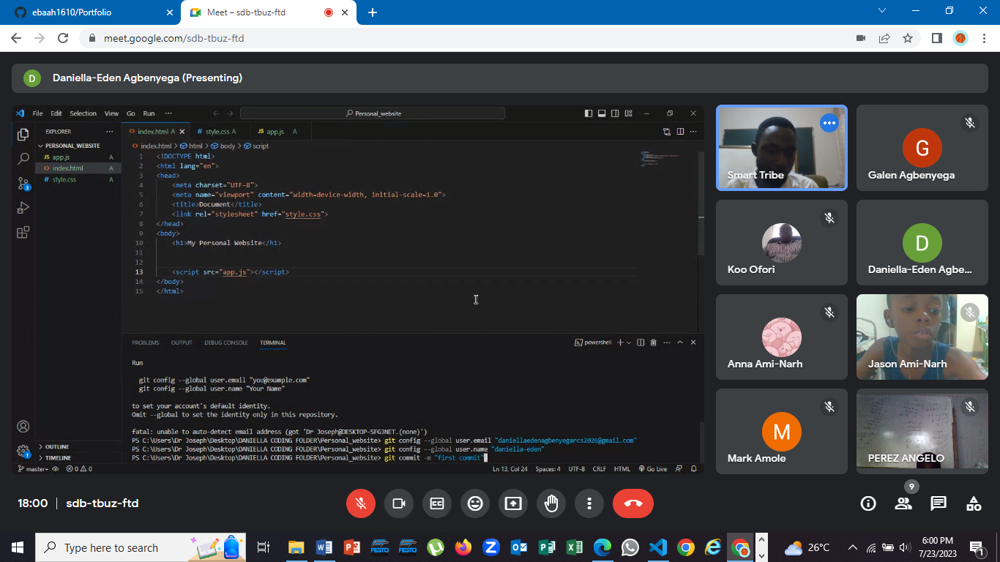 ebaah1610/Portfolio
Meet – sdb-tbuz-ftd
meet.google.com/sdb-tbuz-ftd
D Daniella-Eden Agbenyega (Presenting)
File Edit Selection View Go Run ··· Personal_website
EXPLORER ···
PERSONAL_WEBSITE
JS app.js A
index.html A
# style.css A
index.html A # style.css A JS app.js A
index.html > html > body > script
1 <!DOCTYPE html>
2 <html lang="en">
3 <head>
4 <meta charset="UTF-8">
5 <meta name="viewport" content="width=device-width, initial-scale=1.0">
6 <title>Document</title>
7 <link rel="stylesheet" href="style.css">
8 </head>
9 <body>
10 <h1>My Personal Website</h1>
11
12
13 <script src="app.js"></script>
14 </body>
15 </html>
PROBLEMS OUTPUT DEBUG CONSOLE TERMINAL powershell
Run
git config --global user.email "you@example.com"
git config --global user.name "Your Name"
to set your account's default identity.
Omit --global to set the identity only in this repository.
fatal: unable to auto-detect email address (got 'Dr Joseph@DESKTOP-SFG3NET.(none)')
PS C:\Users\Dr Joseph\Desktop\DANIELLA CODING FOLDER\Personal_website> git config --global user.email "daniellaedenagbenyegarcs2026@gmail.com"
PS C:\Users\Dr Joseph\Desktop\DANIELLA CODING FOLDER\Personal_website> git config --global user.name "daniella-eden"
PS C:\Users\Dr Joseph\Desktop\DANIELLA CODING FOLDER\Personal_website> git commit -m "first commit"
OUTLINE
TIMELINE
3
1
master+ 0 0 Ln 13, Col 24 Spaces: 4 UTF-8 CRLF HTML Go Live
Smart Tribe
G
Galen Agbenyega
Koo Ofori
D
Daniella-Eden Agbe...
Anna Ami-Narh
Jason Ami-Narh
M
Mark Amole
PEREZ ANGELO
18:00 | sdb-tbuz-ftd
9
Type here to search
FESTO
FESTO
26°C
6:00 PM
7/23/2023
1